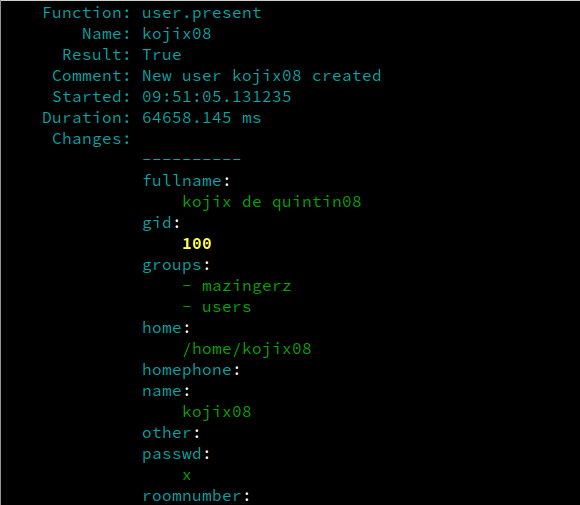 Function: user.present
Name: kojix08
Result: True
Comment: New user kojix08 created
Started: 09:51:05.131235
Duration: 64658.145 ms
Changes:
----------
fullname:
kojix de quintin08
gid:
100
groups:
- mazingerz
- users
home:
/home/kojix08
homephone:
name:
kojix08
other:
passwd:
x
roomnumber: